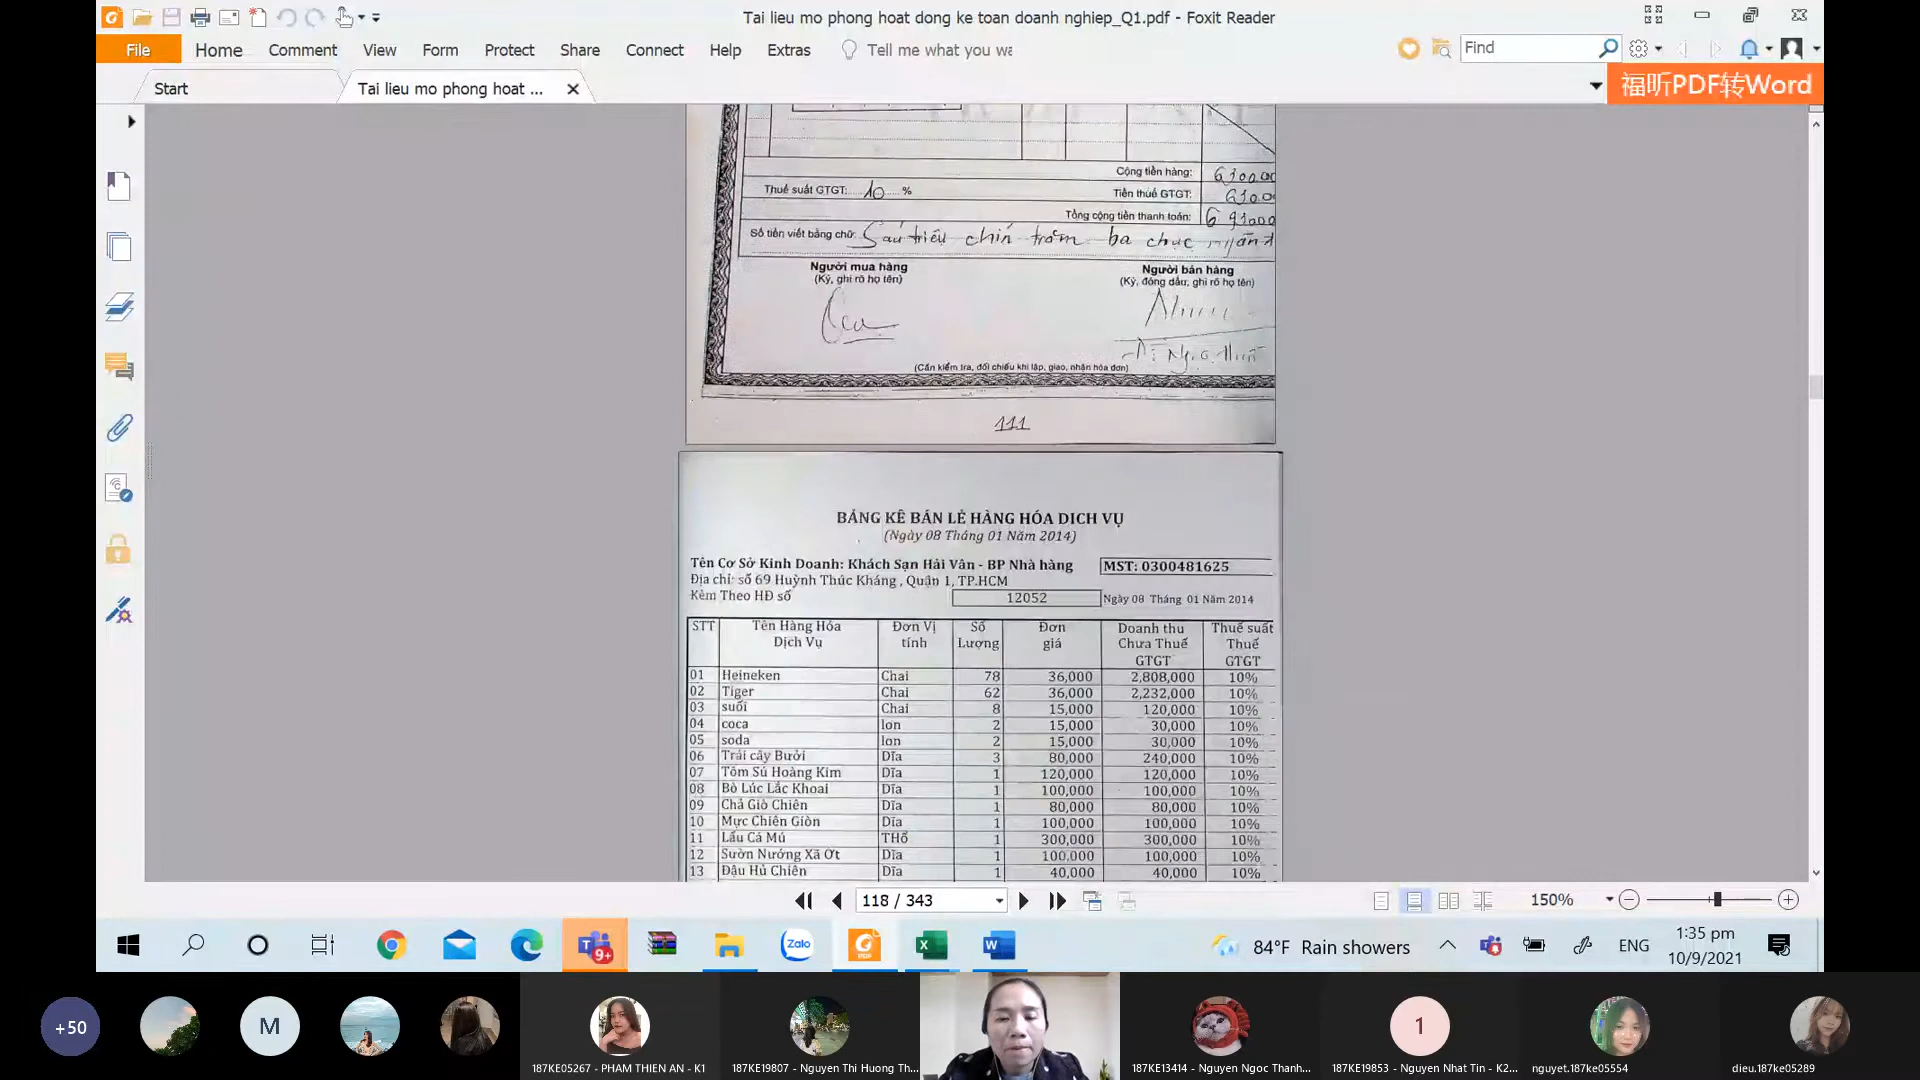 Tai lieu mo phong hoat dong ke toan doanh nghiep_Q1.pdf - Foxit Reader
File Home Comment View Form Protect Share Connect Help Extras Tell me what you wa Find
Start Tai lieu mo phong hoat ... 福昕PDF转Word
Cộng tiền hàng:
Thuế suất GTGT: 10 % Tiền thuế GTGT:
Tổng cộng tiền thanh toán:
Số tiền viết bằng chữ: Sáu triệu chín trăm ba chục ngàn
Người mua hàng Người bán hàng
(Ký, ghi rõ họ tên) (Ký, đóng dấu, ghi rõ họ tên)
(Cần kiểm tra, đối chiếu khi lập, giao, nhận hóa đơn)
111
BẢNG KÊ BÁN LẺ HÀNG HÓA DICH VỤ
(Ngày 08 Tháng 01 Năm 2014)
Tên Cơ Sở Kinh Doanh: Khách Sạn Hải Vân - BP Nhà hàng MST: 0300481625
Địa chỉ: số 69 Huỳnh Thúc Kháng, Quận 1, TP.HCM
Kèm Theo HĐ số 12052 Ngày 08 Tháng 01 Năm 2014
STT Tên Hàng Hóa Dịch Vụ Đơn Vị tính Số Lượng Đơn giá Doanh thu Chưa Thuế GTGT Thuế suất Thuế GTGT
01 Heineken Chai 78 36,000 2,808,000 10%
02 Tiger Chai 62 36,000 2,232,000 10%
03 suối Chai 8 15,000 120,000 10%
04 coca lon 2 15,000 30,000 10%
05 soda lon 2 15,000 30,000 10%
06 Trái cây Bưởi Dĩa 3 80,000 240,000 10%
07 Tôm Sú Hoàng Kim Dĩa 1 120,000 120,000 10%
08 Bò Lúc Lắc Khoai Dĩa 1 100,000 100,000 10%
09 Chả Giò Chiên Dĩa 1 80,000 80,000 10%
10 Mực Chiên Giòn Dĩa 1 100,000 100,000 10%
11 Lẩu Cá Mú THố 1 300,000 300,000 10%
12 Sườn Nướng Xã Ớt Dĩa 1 100,000 100,000 10%
13 Đậu Hủ Chiên Dĩa 1 40,000 40,000 10%
118 / 343 150%
9+ Zalo 84°F Rain showers ENG 1:35 pm
10/9/2021
+50 M 1
187KE05267 - PHAM THIEN AN - K1 187KE19807 - Nguyen Thi Huong Th... 187KE13414 - Nguyen Ngoc Thanh... 187KE19853 - Nguyen Nhat Tin - K2... nguyet.187ke05554 dieu.187ke05289